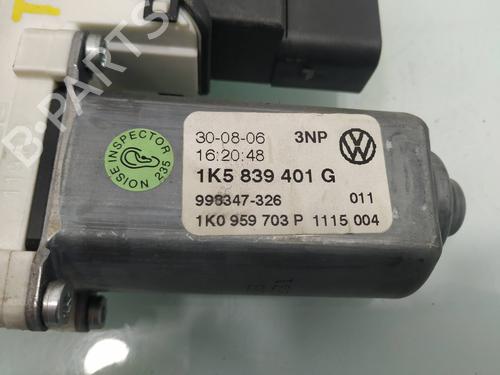 T
B-PARTS
NOISE INSPECTOR
235
30-08-06 3NP
16:20:48
1K5 839 401 G
998347-326 011
1K0 959 703 P 1115 004